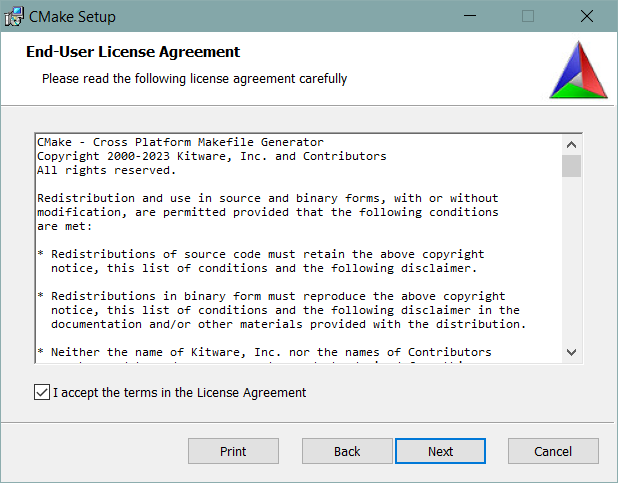 CMake Setup
End-User License Agreement
Please read the following license agreement carefully
CMake - Cross Platform Makefile Generator
Copyright 2000-2023 Kitware, Inc. and Contributors
All rights reserved.
Redistribution and use in source and binary forms, with or without
modification, are permitted provided that the following conditions
are met:
* Redistributions of source code must retain the above copyright
notice, this list of conditions and the following disclaimer.
* Redistributions in binary form must reproduce the above copyright
notice, this list of conditions and the following disclaimer in the
documentation and/or other materials provided with the distribution.
* Neither the name of Kitware, Inc. nor the names of Contributors
I accept the terms in the License Agreement
Print
Back
Next
Cancel